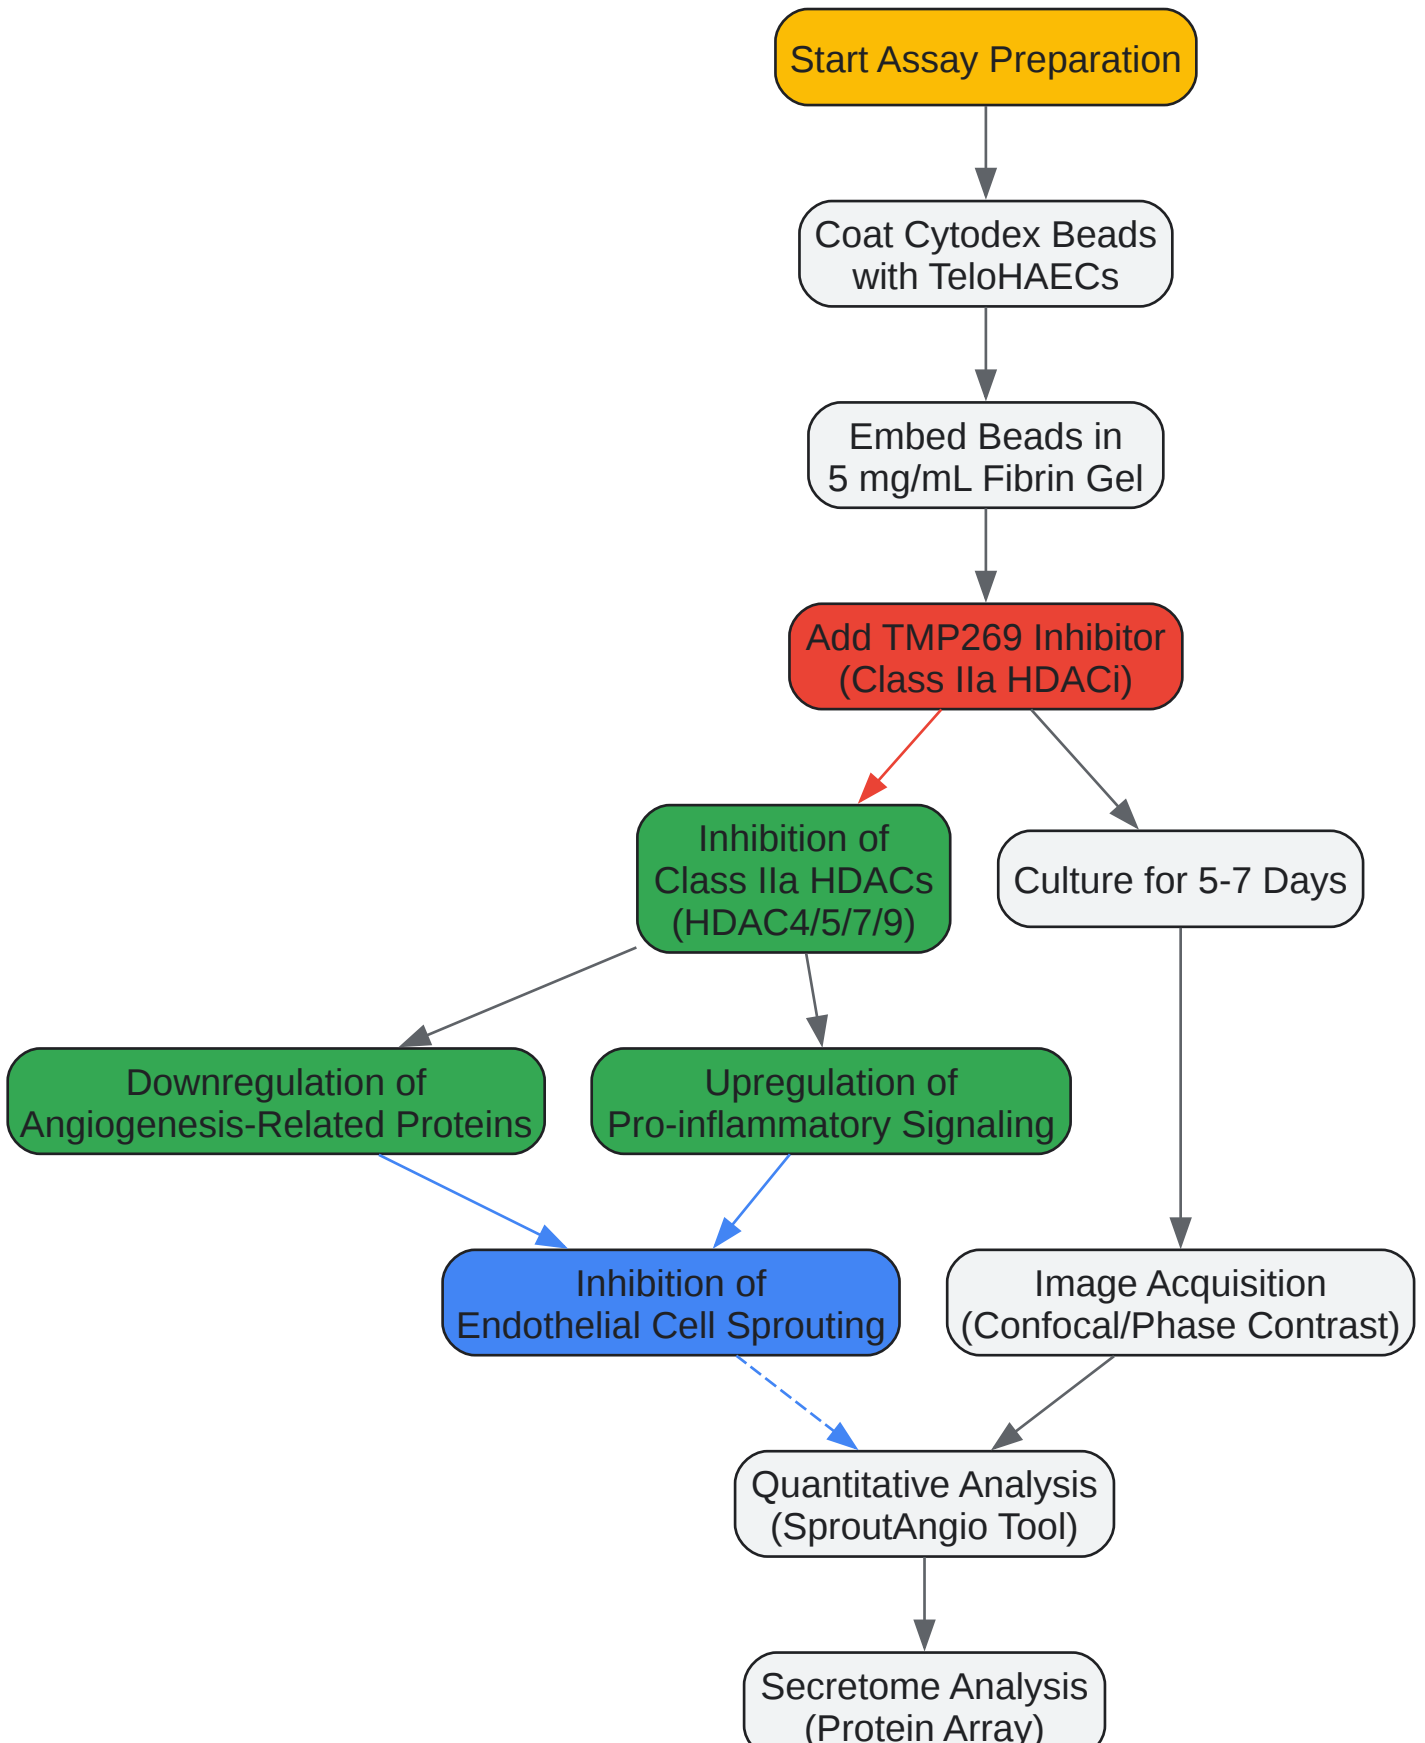 Start Assay Preparation
Coat Cytodex Beads
with TeloHAECs
Embed Beads in
5 mg/mL Fibrin Gel
Add TMP269 Inhibitor
(Class IIa HDACi)
Inhibition of
Class IIa HDACs
(HDAC4/5/7/9)
Culture for 5-7 Days
Downregulation of
Angiogenesis-Related Proteins
Upregulation of
Pro-inflammatory Signaling
Inhibition of
Endothelial Cell Sprouting
Image Acquisition
(Confocal/Phase Contrast)
Quantitative Analysis
(SproutAngio Tool)
Secretome Analysis
(Protein Array)